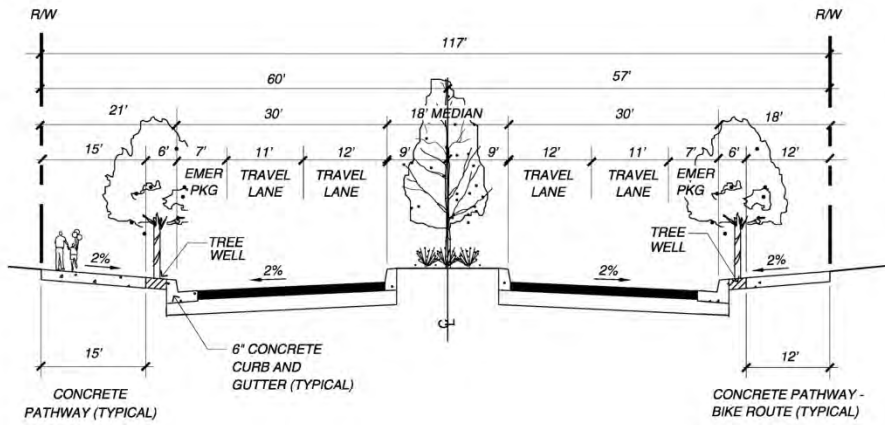 R/W
R/W
117'
60'
57'
21'
30'
18' MEDIAN
30'
18'
15'
6'
7'
11'
12'
9'
9'
12'
11'
7'
6'
12'
EMER
PKG
TRAVEL
LANE
TRAVEL
LANE
TRAVEL
LANE
TRAVEL
LANE
EMER
PKG
TREE
WELL
TREE
WELL
2%
2%
2%
2%
CL
15'
6" CONCRETE
CURB AND
GUTTER (TYPICAL)
12'
CONCRETE
PATHWAY (TYPICAL)
CONCRETE PATHWAY -
BIKE ROUTE (TYPICAL)